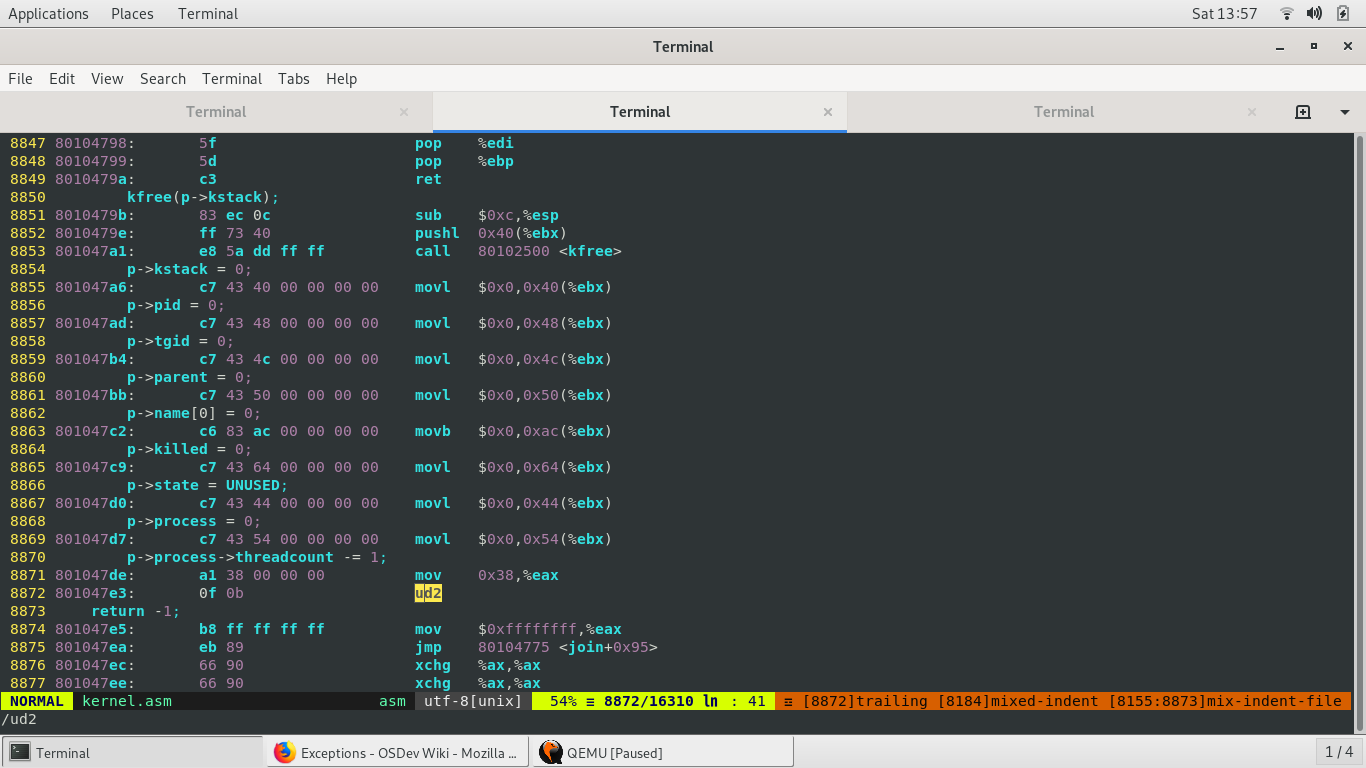 Applications Places Terminal Sat 13:57
Terminal
File Edit View Search Terminal Tabs Help
Terminal × Terminal × Terminal ×
8847 80104798: 5f pop %edi
8848 80104799: 5d pop %ebp
8849 8010479a: c3 ret
8850 kfree(p->kstack);
8851 8010479b: 83 ec 0c sub $0xc,%esp
8852 8010479e: ff 73 40 pushl 0x40(%ebx)
8853 801047a1: e8 5a dd ff ff call 80102500 <kfree>
8854 p->kstack = 0;
8855 801047a6: c7 43 40 00 00 00 00 movl $0x0,0x40(%ebx)
8856 p->pid = 0;
8857 801047ad: c7 43 48 00 00 00 00 movl $0x0,0x48(%ebx)
8858 p->tgid = 0;
8859 801047b4: c7 43 4c 00 00 00 00 movl $0x0,0x4c(%ebx)
8860 p->parent = 0;
8861 801047bb: c7 43 50 00 00 00 00 movl $0x0,0x50(%ebx)
8862 p->name[0] = 0;
8863 801047c2: c6 83 ac 00 00 00 00 movb $0x0,0xac(%ebx)
8864 p->killed = 0;
8865 801047c9: c7 43 64 00 00 00 00 movl $0x0,0x64(%ebx)
8866 p->state = UNUSED;
8867 801047d0: c7 43 44 00 00 00 00 movl $0x0,0x44(%ebx)
8868 p->process = 0;
8869 801047d7: c7 43 54 00 00 00 00 movl $0x0,0x54(%ebx)
8870 p->process->threadcount -= 1;
8871 801047de: a1 38 00 00 00 mov 0x38,%eax
8872 801047e3: 0f 0b ud2
8873 return -1;
8874 801047e5: b8 ff ff ff ff mov $0xffffffff,%eax
8875 801047ea: eb 89 jmp 80104775 <join+0x95>
8876 801047ec: 66 90 xchg %ax,%ax
8877 801047ee: 66 90 xchg %ax,%ax
NORMAL kernel.asm asm utf-8[unix] 54% ≡ 8872/16310 ln : 41 ☲ [8872]trailing [8184]mixed-indent [8155:8873]mix-indent-file
/ud2
Terminal Exceptions - OSDev Wiki - Mozilla ... QEMU [Paused] 1 / 4